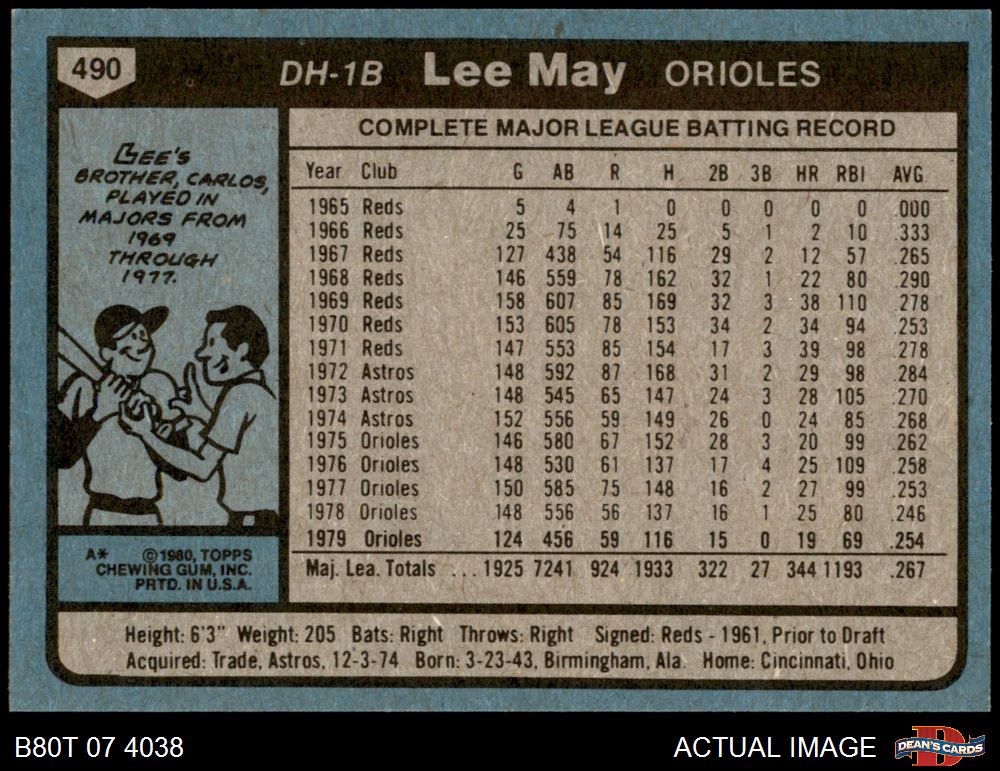 490
DH-1B Lee May ORIOLES
LEE'S
BROTHER, CARLOS,
PLAYED IN
MAJORS FROM
1969
THROUGH
1977.
A* ©1980, TOPPS
CHEWING GUM, INC.
PRTD. IN U.S.A.
COMPLETE MAJOR LEAGUE BATTING RECORD
Year Club G AB R H 2B 3B HR RBI AVG.
1965 Reds 5 4 1 0 0 0 0 0 .000
1966 Reds 25 75 14 25 5 1 2 10 .333
1967 Reds 127 438 54 116 29 2 12 57 .265
1968 Reds 146 559 78 162 32 1 22 80 .290
1969 Reds 158 607 85 169 32 3 38 110 .278
1970 Reds 153 605 78 153 34 2 34 94 .253
1971 Reds 147 553 85 154 17 3 39 98 .278
1972 Astros 148 592 87 168 31 2 29 98 .284
1973 Astros 148 545 65 147 24 3 28 105 .270
1974 Astros 152 556 59 149 26 0 24 85 .268
1975 Orioles 146 580 67 152 28 3 20 99 .262
1976 Orioles 148 530 61 137 17 4 25 109 .258
1977 Orioles 150 585 75 148 16 2 27 99 .253
1978 Orioles 148 556 56 137 16 1 25 80 .246
1979 Orioles 124 456 59 116 15 0 19 69 .254
Maj. Lea. Totals ... 1925 7241 924 1933 322 27 344 1193 .267
Height: 6'3" Weight: 205 Bats: Right Throws: Right Signed: Reds - 1961, Prior to Draft
Acquired: Trade, Astros, 12-3-74 Born: 3-23-43, Birmingham, Ala. Home: Cincinnati, Ohio
B80T 07 4038 ACTUAL IMAGE D DEAN'S CARDS